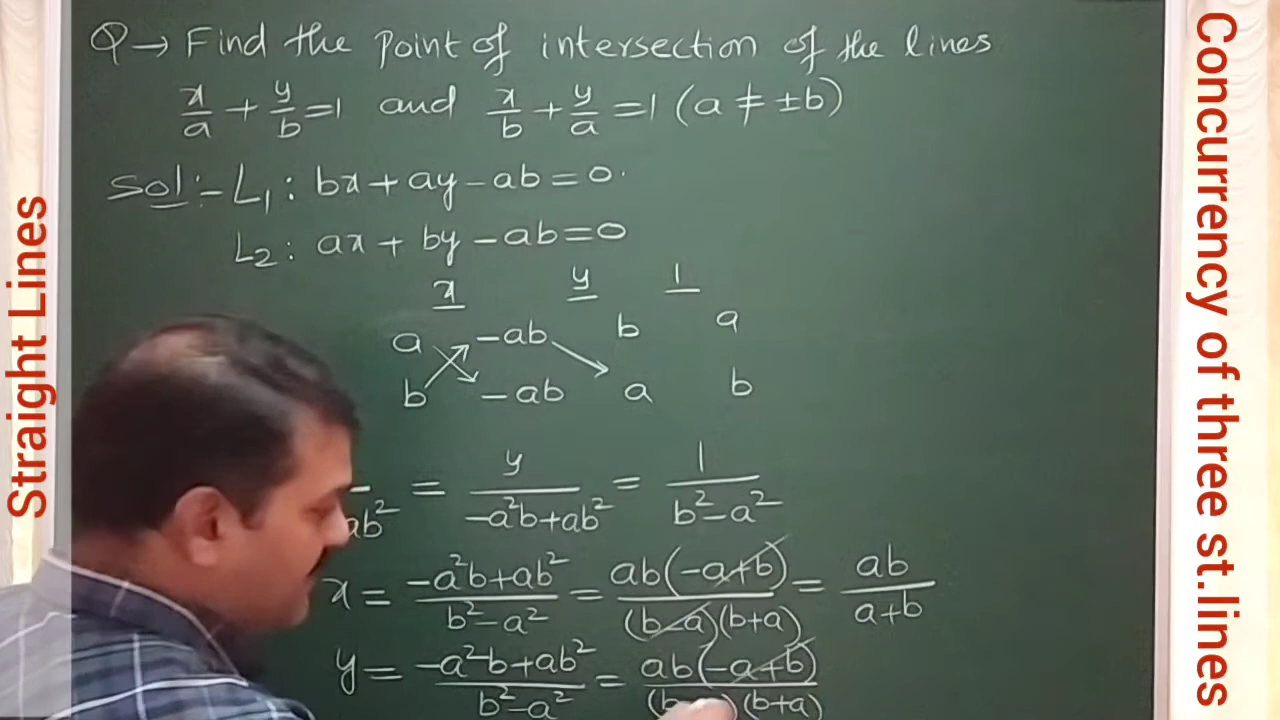 Straight Lines
Q → Find the point of intersection of the lines
x/a + y/b = 1 and x/b + y/a = 1 (a ≠ ±b)
Sol:- L₁ : bx + ay - ab = 0.
L₂ : ax + by - ab = 0
x y 1
a -ab b a
b -ab a b
ab² = y/(-a²b+ab²) = 1/(b²-a²)
x = (-a²b+ab²)/(b²-a²) = ab(-a+b)/((b-a)(b+a)) = ab/(a+b)
y = (-a²b+ab²)/(b²-a²) = ab(-a+b)/((b )(b+a))
Concurrency of three st.lines